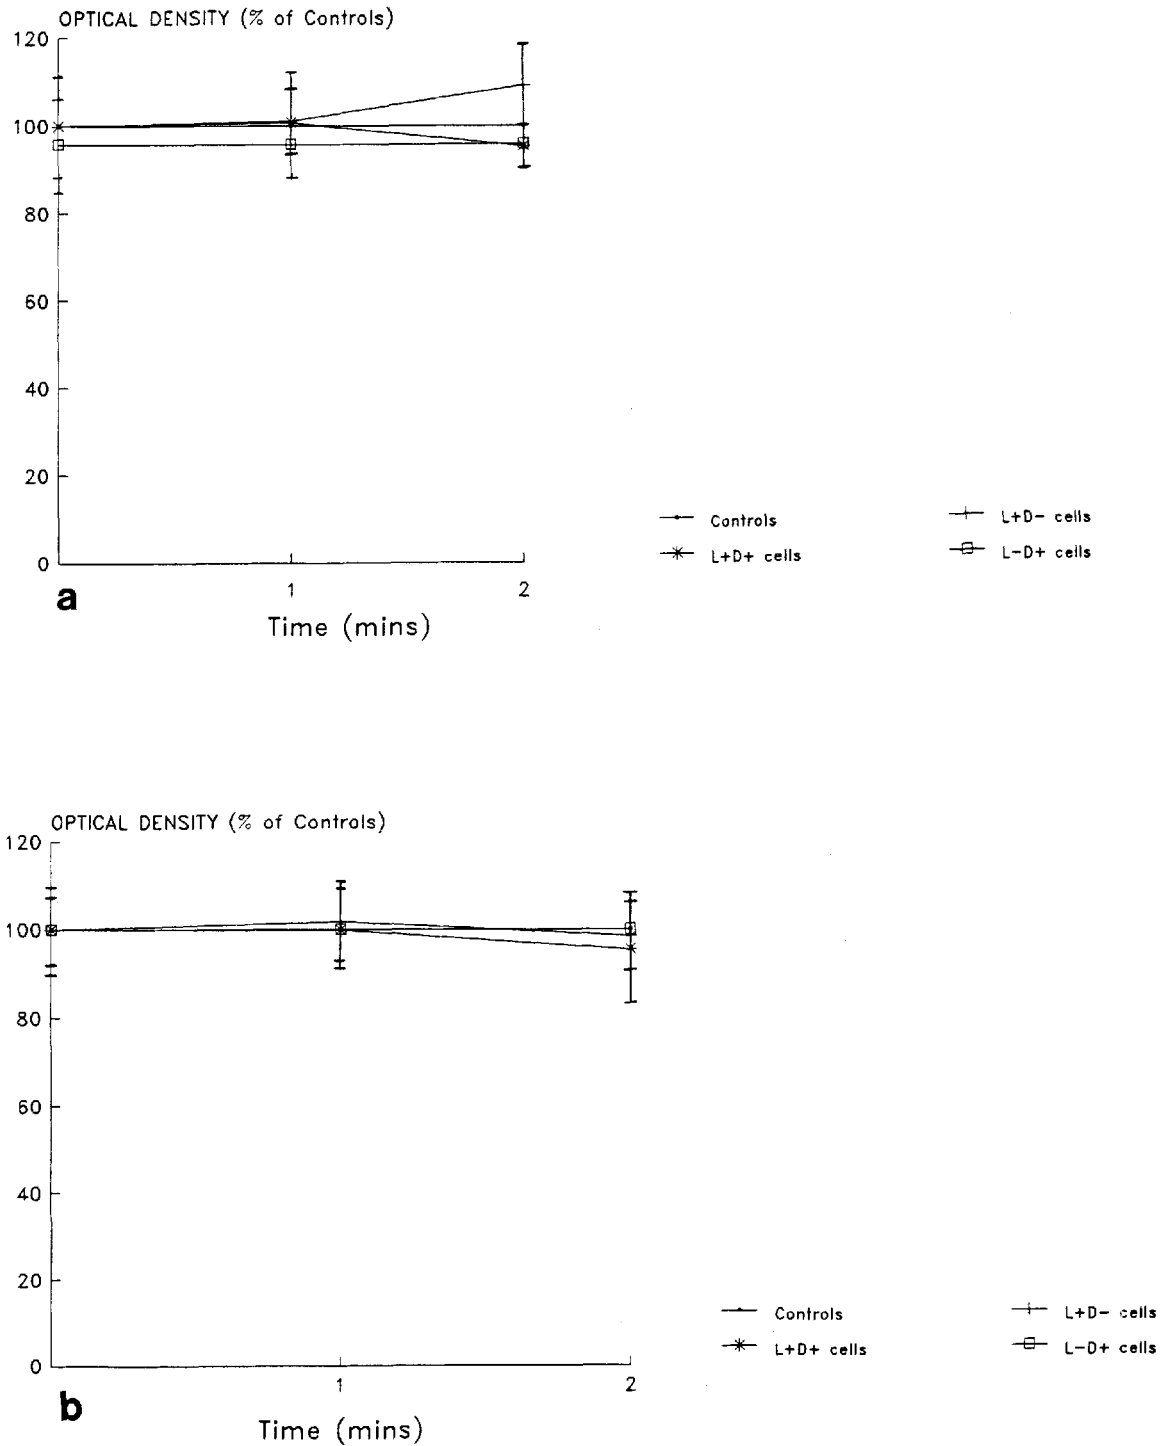 OPTICAL DENSITY (% of Controls)
120
100
80
60
40
20
0
1
2
a
Time (mins)
Controls
L+D- cells
L+D+ cells
L-D+ cells
OPTICAL DENSITY (% of Controls)
120
100
80
60
40
20
0
1
2
b
Time (mins)
Controls
L+D- cells
L+D+ cells
L-D+ cells